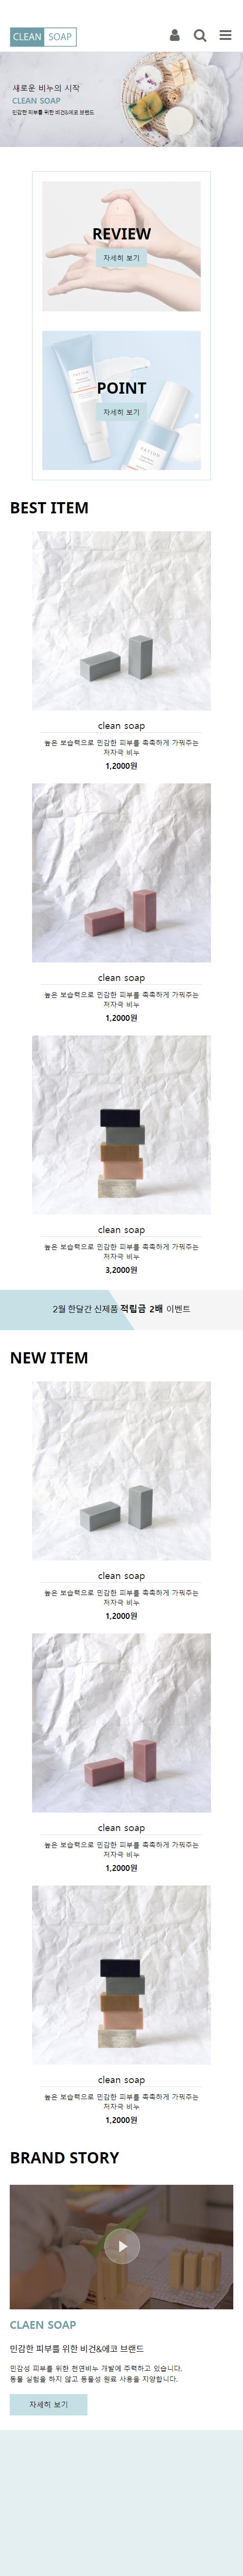 CLEAN SOAP
새로운 비누의 시작
CLEAN SOAP
민감한 피부를 위한 비건&에코 브랜드
REVIEW
자세히 보기
POINT
자세히 보기
BEST ITEM
clean soap
높은 보습력으로 민감한 피부를 촉촉하게 가꿔주는
저자극 비누
1,2000원
clean soap
높은 보습력으로 민감한 피부를 촉촉하게 가꿔주는
저자극 비누
1,2000원
clean soap
높은 보습력으로 민감한 피부를 촉촉하게 가꿔주는
저자극 비누
3,2000원
2월 한달간 신제품 적립금 2배 이벤트
NEW ITEM
clean soap
높은 보습력으로 민감한 피부를 촉촉하게 가꿔주는
저자극 비누
1,2000원
clean soap
높은 보습력으로 민감한 피부를 촉촉하게 가꿔주는
저자극 비누
1,2000원
clean soap
높은 보습력으로 민감한 피부를 촉촉하게 가꿔주는
저자극 비누
1,2000원
BRAND STORY
CLAEN SOAP
민감한 피부를 위한 비건&에코 브랜드
민감성 피부를 위한 천연비누 개발에 주력하고 있습니다.
동물 실험을 하지 않고 동물성 원료 사용을 지양합니다.
자세히 보기